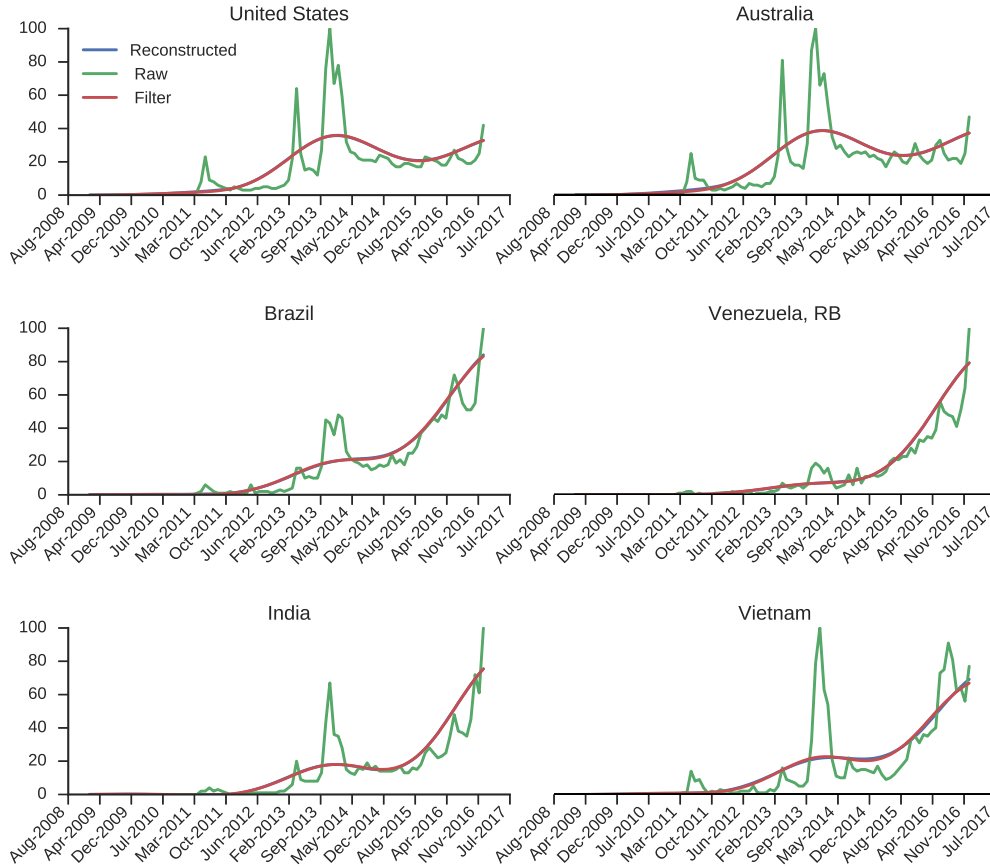 United States
Australia
100
80
60
40
20
0
Reconstructed
Raw
Filter
Aug-2008 Apr-2009 Dec-2009 Jul-2010 Mar-2011 Oct-2011 Jun-2012 Feb-2013 Sep-2013 May-2014 Dec-2014 Aug-2015 Apr-2016 Nov-2016 Jul-2017
Aug-2008 Apr-2009 Dec-2009 Jul-2010 Mar-2011 Oct-2011 Jun-2012 Feb-2013 Sep-2013 May-2014 Dec-2014 Aug-2015 Apr-2016 Nov-2016 Jul-2017
Brazil
Venezuela, RB
100
80
60
40
20
0
Aug-2008 Apr-2009 Dec-2009 Jul-2010 Mar-2011 Oct-2011 Jun-2012 Feb-2013 Sep-2013 May-2014 Dec-2014 Aug-2015 Apr-2016 Nov-2016 Jul-2017
Aug-2008 Apr-2009 Dec-2009 Jul-2010 Mar-2011 Oct-2011 Jun-2012 Feb-2013 Sep-2013 May-2014 Dec-2014 Aug-2015 Apr-2016 Nov-2016 Jul-2017
India
Vietnam
100
80
60
40
20
0
Aug-2008 Apr-2009 Dec-2009 Jul-2010 Mar-2011 Oct-2011 Jun-2012 Feb-2013 Sep-2013 May-2014 Dec-2014 Aug-2015 Apr-2016 Nov-2016 Jul-2017
Aug-2008 Apr-2009 Dec-2009 Jul-2010 Mar-2011 Oct-2011 Jun-2012 Feb-2013 Sep-2013 May-2014 Dec-2014 Aug-2015 Apr-2016 Nov-2016 Jul-2017